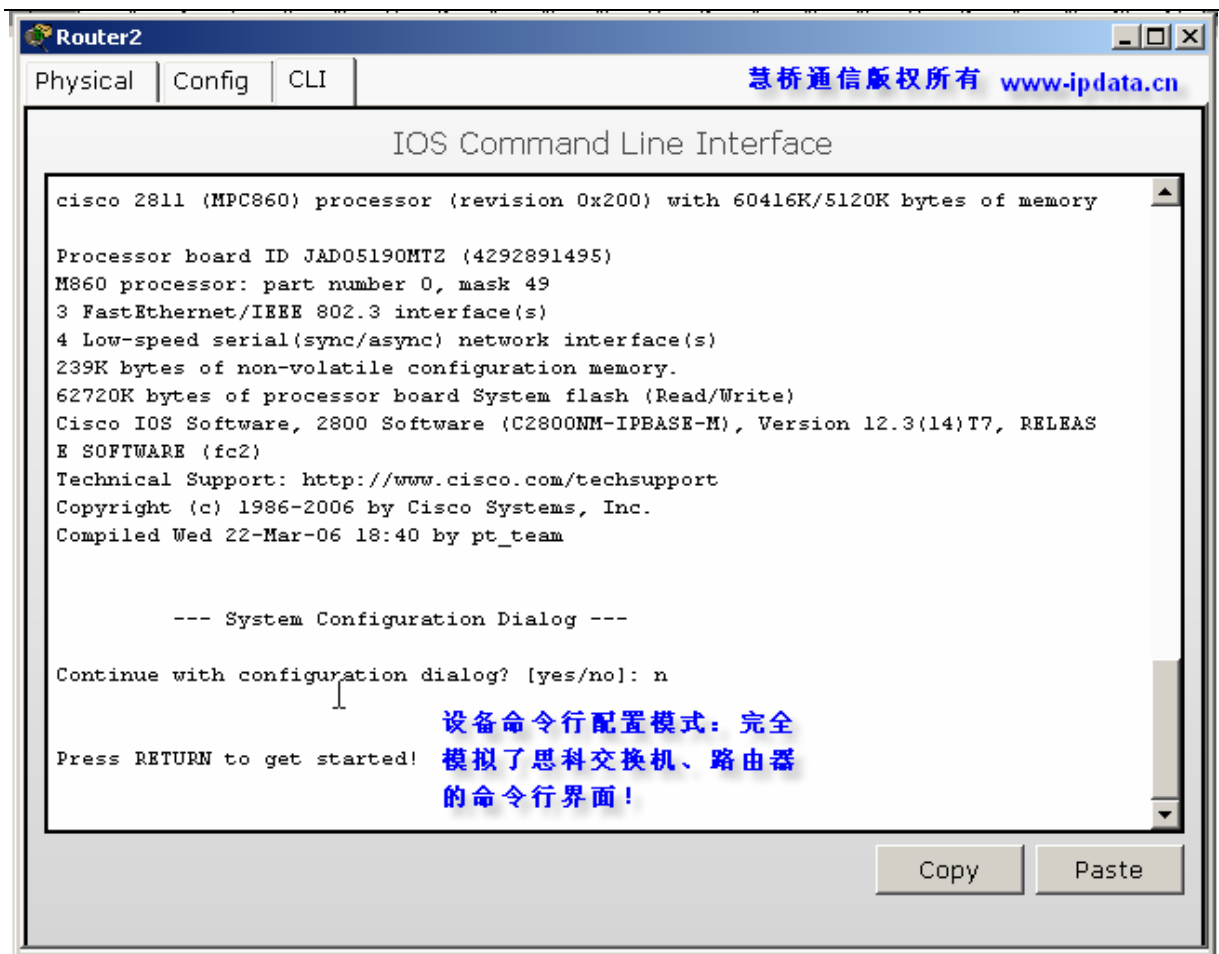 Router2
Physical Config CLI 慧桥通信版权所有 www-ipdata.cn
IOS Command Line Interface
cisco 2811 (MPC860) processor (revision 0x200) with 60416K/5120K bytes of memory
Processor board ID JAD05190MTZ (4292891495)
M860 processor: part number 0, mask 49
3 FastEthernet/IEEE 802.3 interface(s)
4 Low-speed serial(sync/async) network interface(s)
239K bytes of non-volatile configuration memory.
62720K bytes of processor board System flash (Read/Write)
Cisco IOS Software, 2800 Software (C2800NM-IPBASE-M), Version 12.3(14)T7, RELEAS
E SOFTWARE (fc2)
Technical Support: http://www.cisco.com/techsupport
Copyright (c) 1986-2006 by Cisco Systems, Inc.
Compiled Wed 22-Mar-06 18:40 by pt_team
--- System Configuration Dialog ---
Continue with configuration dialog? [yes/no]: n
Press RETURN to get started!
设备命令行配置模式：完全
模拟了思科交换机、路由器
的命令行界面！
Copy Paste